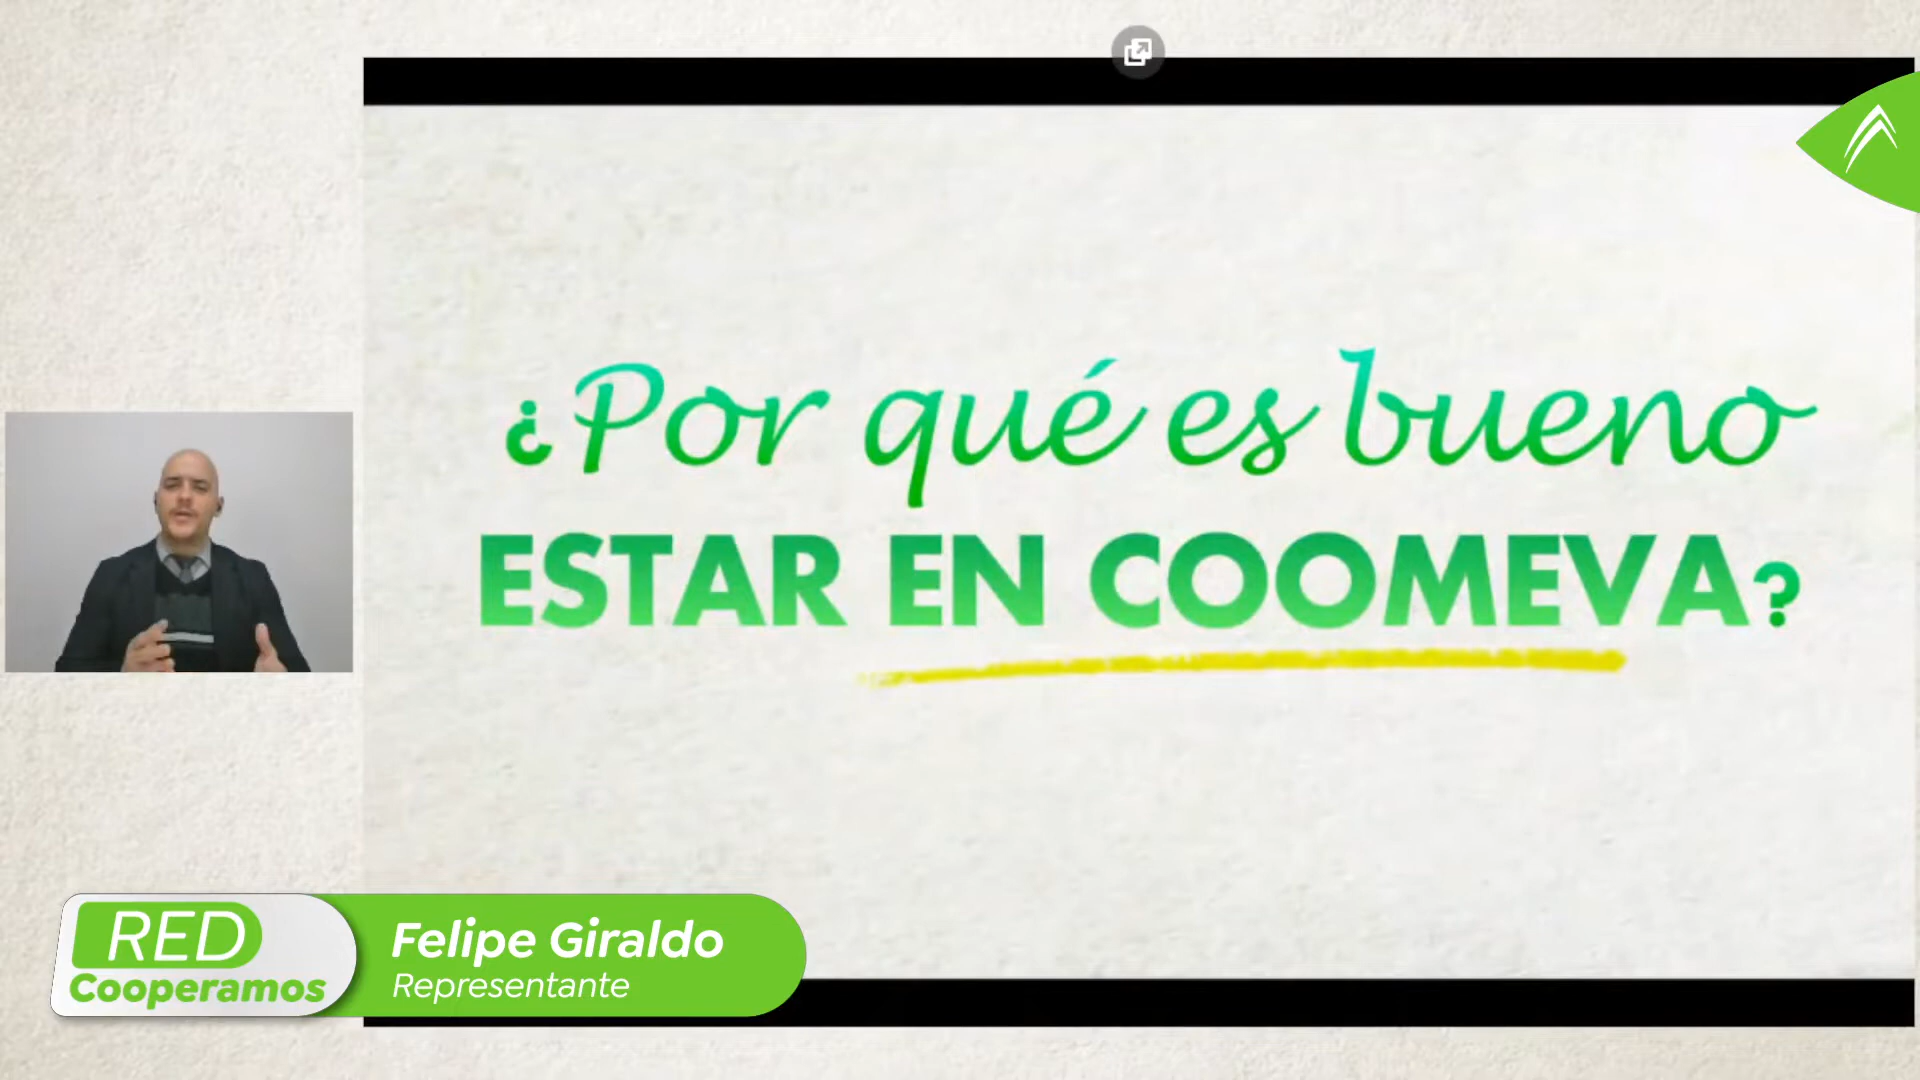 ¿Por qué es bueno
ESTAR EN COOMEVA?
RED
Cooperamos
Felipe Giraldo
Representante